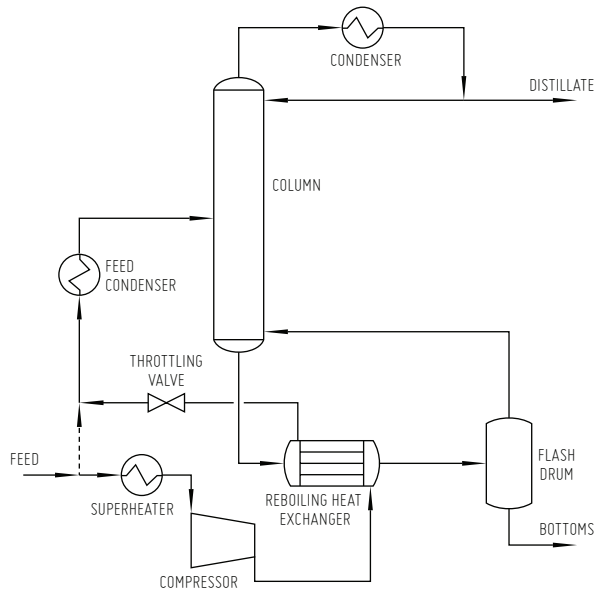 CONDENSER
DISTILLATE
COLUMN
FEED
CONDENSER
THROTTLING
VALVE
FEED
SUPERHEATER
REBOILING HEAT
EXCHANGER
FLASH
DRUM
BOTTOMS
COMPRESSOR